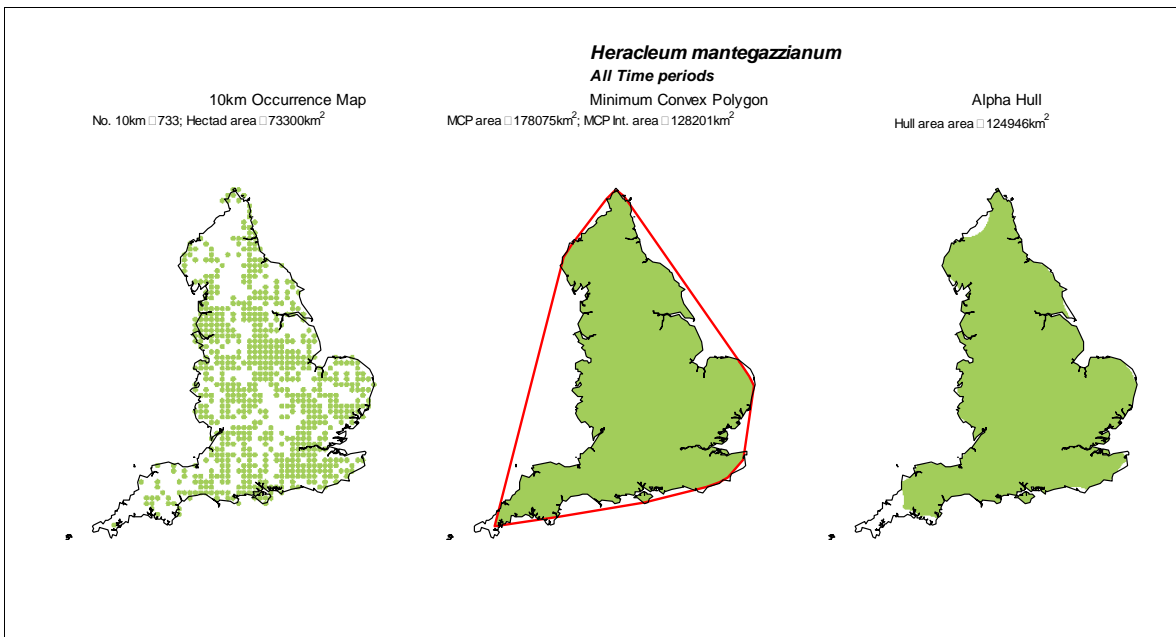 Heracleum mantegazzianum
All Time periods
10km Occurrence Map
No. 10km □733; Hectad area □73300km²
Minimum Convex Polygon
MCP area □178075km²; MCP Int. area □128201km²
Alpha Hull
Hull area area □124946km²